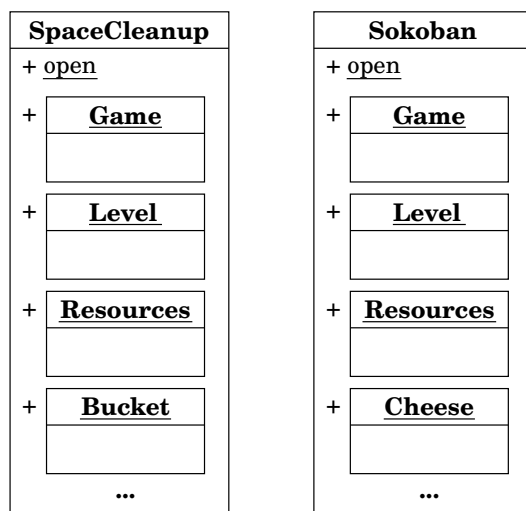 SpaceCleanup
+ open
+ Game
+ Level
+ Resources
+ Bucket
...
Sokoban
+ open
+ Game
+ Level
+ Resources
+ Cheese
...